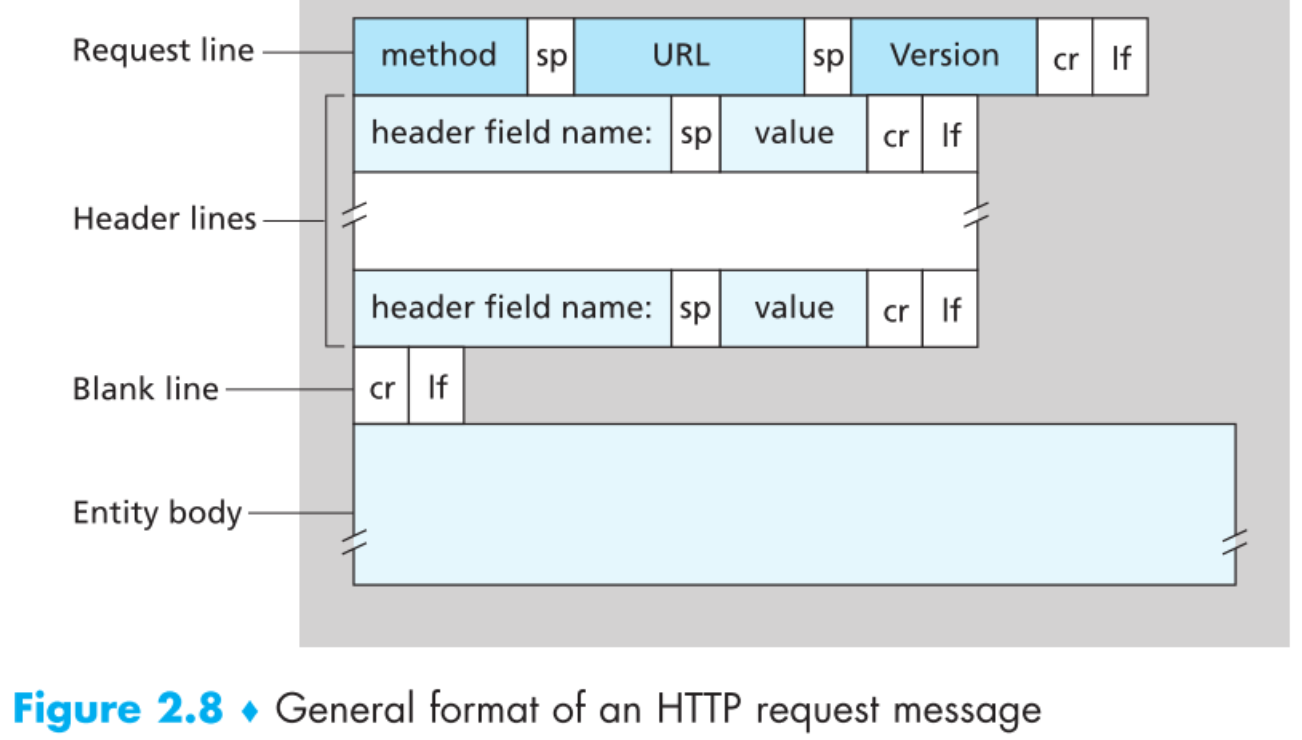 Request line method sp URL sp Version cr lf
header field name: sp value cr lf
Header lines
header field name: sp value cr lf
Blank line cr lf
Entity body
Figure 2.8 ♦ General format of an HTTP request message